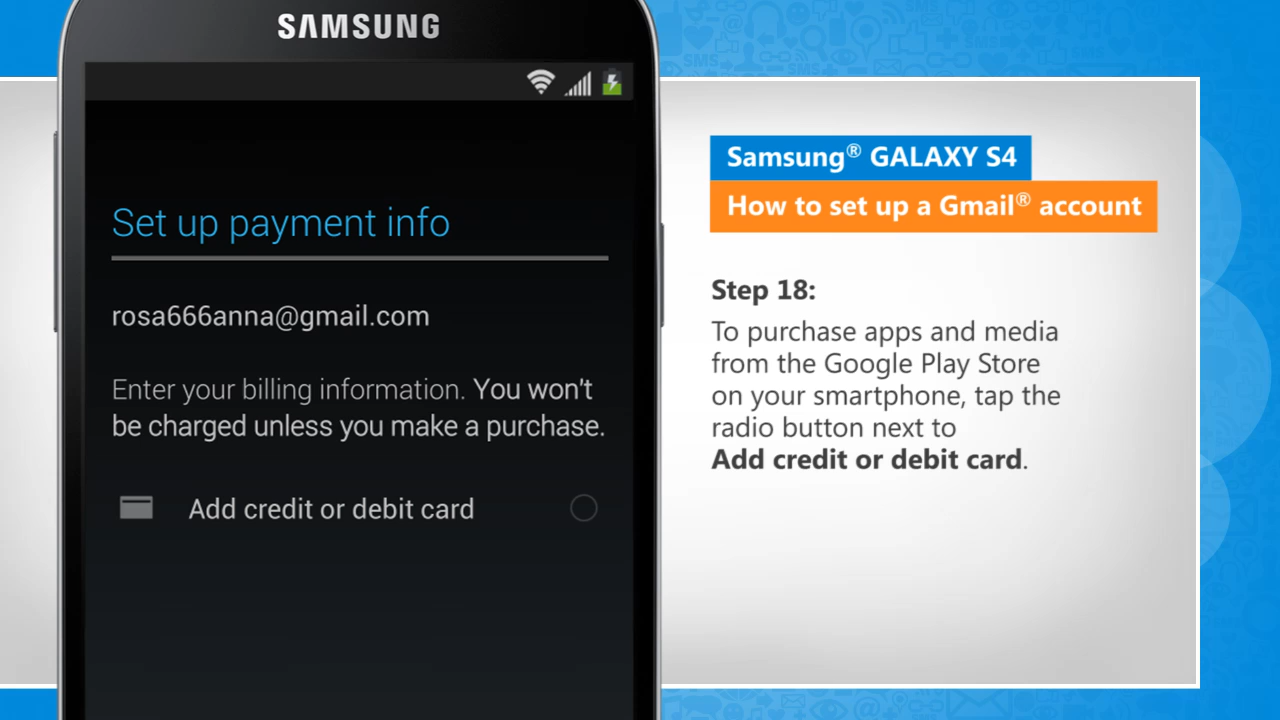 SAMSUNG
Set up payment info
rosa666anna@gmail.com
Enter your billing information. You won't
be charged unless you make a purchase.
Add credit or debit card
Samsung® GALAXY S4
How to set up a Gmail® account
Step 18:
To purchase apps and media
from the Google Play Store
on your smartphone, tap the
radio button next to
Add credit or debit card.
SMS
SMS